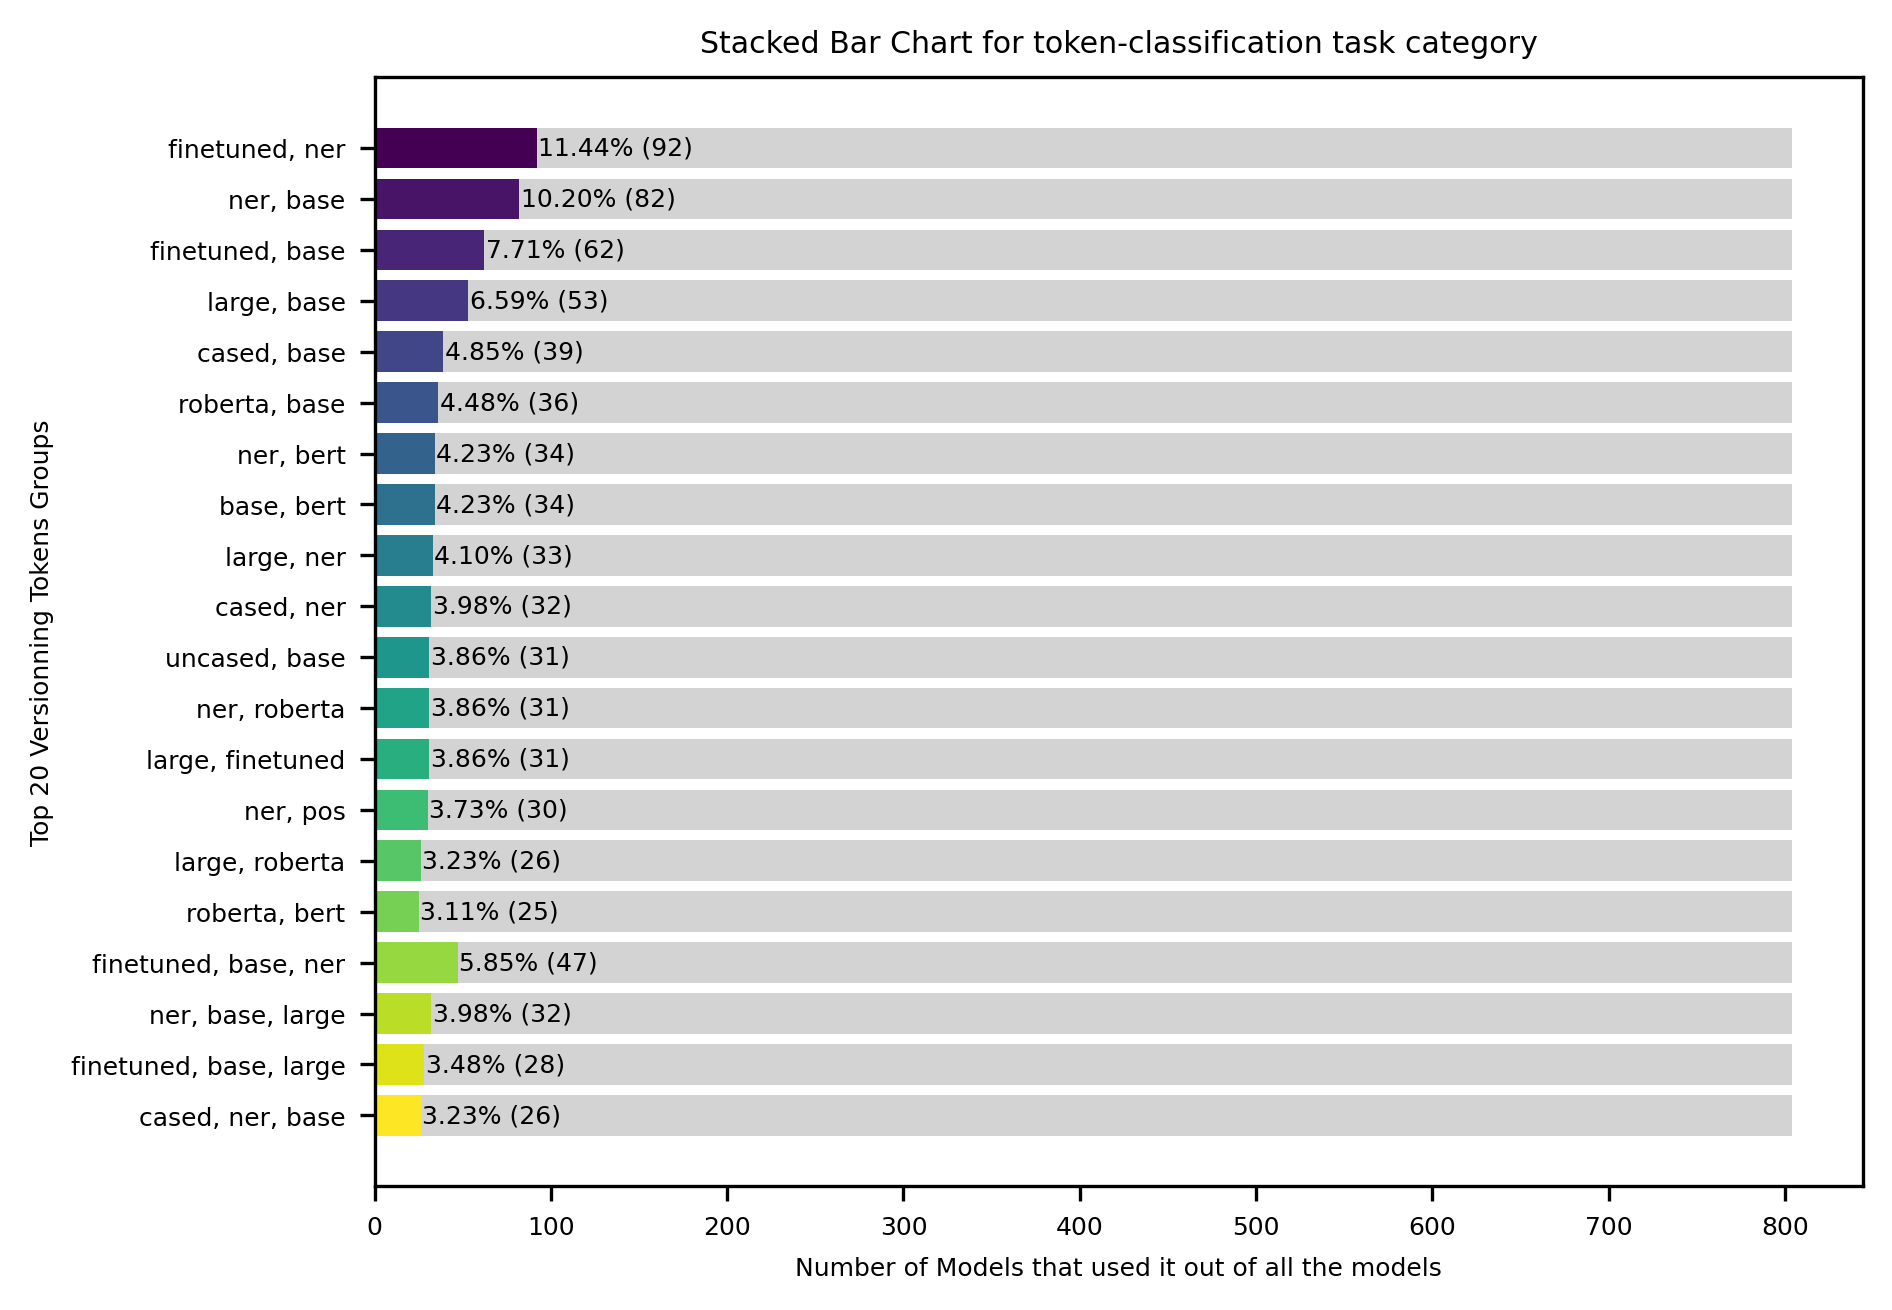 Stacked Bar Chart for token-classification task category
finetuned, ner 11.44% (92)
ner, base 10.20% (82)
finetuned, base 7.71% (62)
large, base 6.59% (53)
cased, base 4.85% (39)
roberta, base 4.48% (36)
ner, bert 4.23% (34)
base, bert 4.23% (34)
large, ner 4.10% (33)
cased, ner 3.98% (32)
uncased, base 3.86% (31)
ner, roberta 3.86% (31)
large, finetuned 3.86% (31)
ner, pos 3.73% (30)
large, roberta 3.23% (26)
roberta, bert 3.11% (25)
finetuned, base, ner 5.85% (47)
ner, base, large 3.98% (32)
finetuned, base, large 3.48% (28)
cased, ner, base 3.23% (26)
Top 20 Versionning Tokens Groups
0 100 200 300 400 500 600 700 800
Number of Models that used it out of all the models